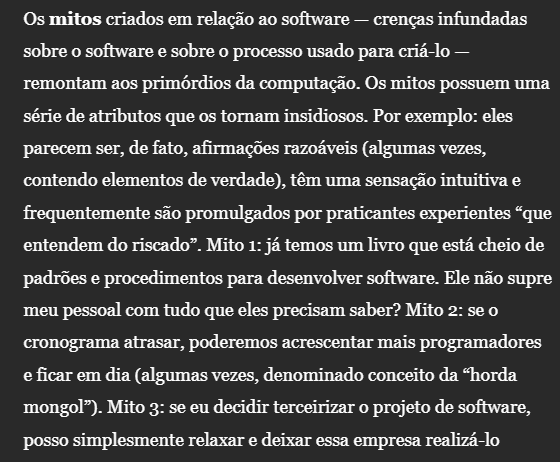 Os mitos criados em relação ao software — crenças infundadas
sobre o software e sobre o processo usado para criá-lo —
remontam aos primórdios da computação. Os mitos possuem uma
série de atributos que os tornam insidiosos. Por exemplo: eles
parecem ser, de fato, afirmações razoáveis (algumas vezes,
contendo elementos de verdade), têm uma sensação intuitiva e
frequentemente são promulgados por praticantes experientes “que
entendem do riscado”. Mito 1: já temos um livro que está cheio de
padrões e procedimentos para desenvolver software. Ele não supre
meu pessoal com tudo que eles precisam saber? Mito 2: se o
cronograma atrasar, poderemos acrescentar mais programadores
e ficar em dia (algumas vezes, denominado conceito da “horda
mongol”). Mito 3: se eu decidir terceirizar o projeto de software,
posso simplesmente relaxar e deixar essa empresa realizá-lo